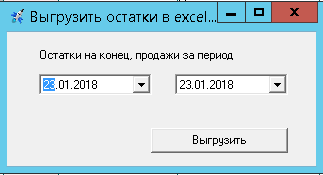 Выгрузить остатки в excel...
Остатки на конец, продажи за период
23.01.2018 23.01.2018
Выгрузить